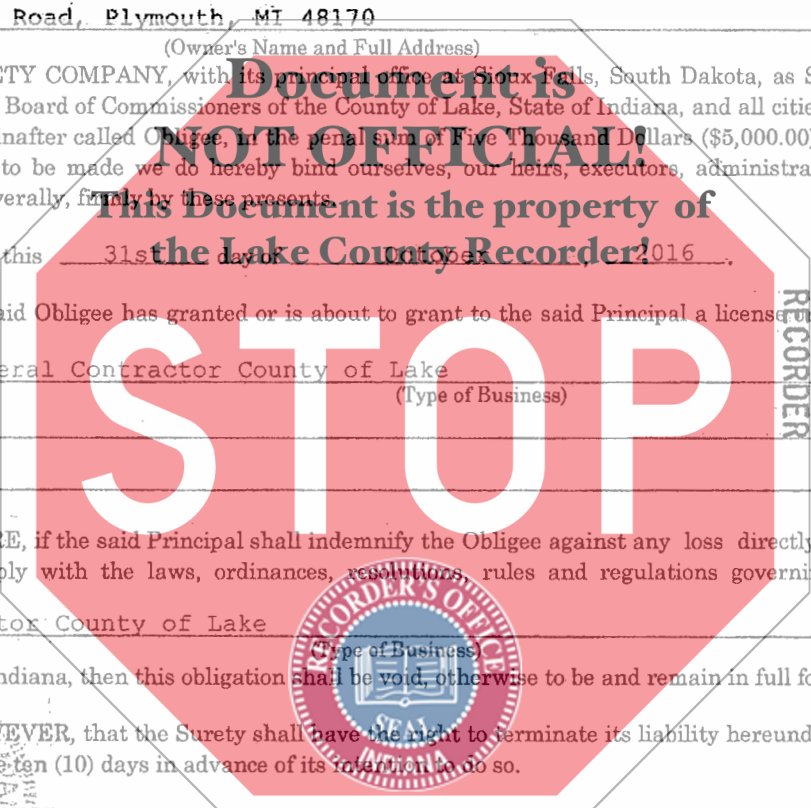 Road, Plymouth, MI 48170
(Owner's Name and Full Address)
ETY COMPANY, with its principal office at Sioux Falls, South Dakota, as S
Board of Commissioners of the County of Lake, State of Indiana, and all citie
inafter called Obligee, in the penal sum of Five Thousand Dollars ($5,000.00)
to be made we do hereby bind ourselves, our heirs, executors, administra
verally, firmly by these presents.
Document is
NOT OFFICIAL!
This Document is the property of
the Lake County Recorder!
this 31st day of October, 2016.
aid Obligee has granted or is about to grant to the said Principal a license
RECORDER
STOP
eral Contractor County of Lake
(Type of Business)
RE, if the said Principal shall indemnify the Obligee against any loss directly
ply with the laws, ordinances, resolutions, rules and regulations governi
tor County of Lake
(Type of Business)
ndiana, then this obligation shall be void, otherwise to be and remain in full fo
VEVER, that the Surety shall have the right to terminate its liability hereund
e ten (10) days in advance of its intention to do so.
RECORDER'S OFFICE
SEAL
INDIANA